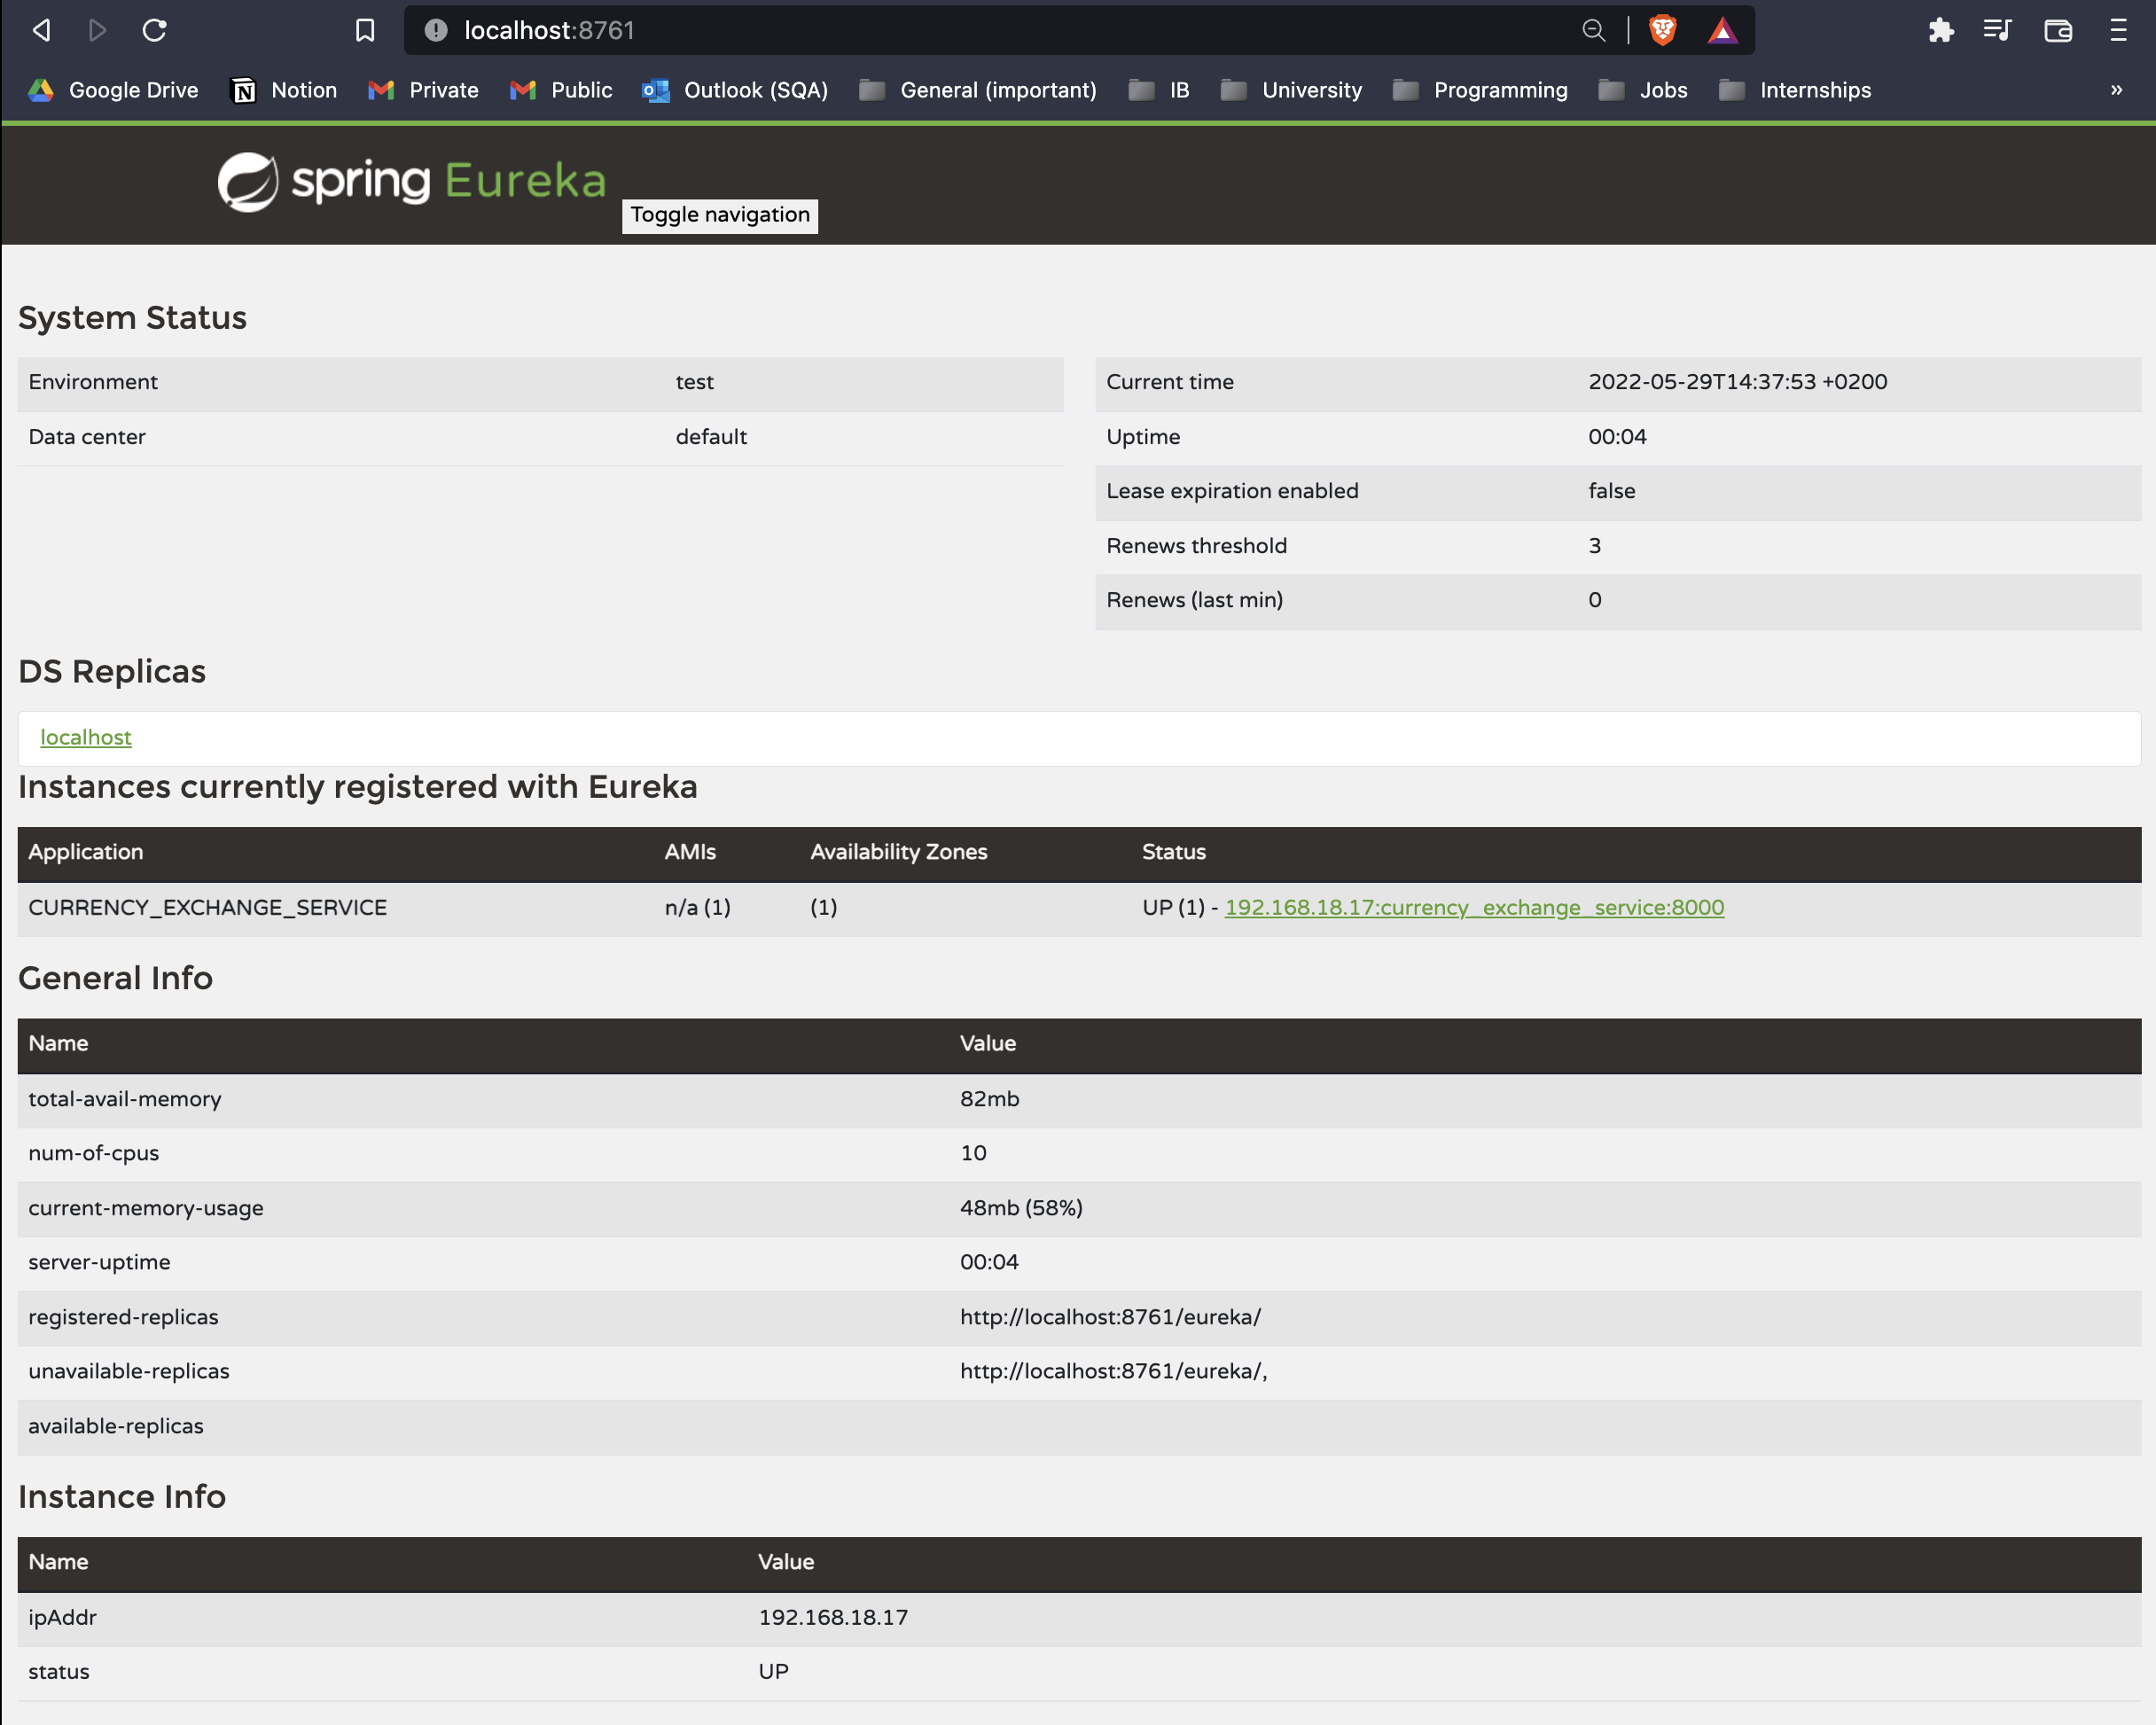 localhost:8761
Google Drive Notion Private Public Outlook (SQA) General (important) IB University Programming Jobs Internships »
spring Eureka
Toggle navigation
System Status
Environment test
Data center default
Current time 2022-05-29T14:37:53 +0200
Uptime 00:04
Lease expiration enabled false
Renews threshold 3
Renews (last min) 0
DS Replicas
localhost
Instances currently registered with Eureka
Application AMIs Availability Zones Status
CURRENCY_EXCHANGE_SERVICE n/a (1) (1) UP (1) - 192.168.18.17:currency_exchange_service:8000
General Info
Name Value
total-avail-memory 82mb
num-of-cpus 10
current-memory-usage 48mb (58%)
server-uptime 00:04
registered-replicas http://localhost:8761/eureka/
unavailable-replicas http://localhost:8761/eureka/,
available-replicas
Instance Info
Name Value
ipAddr 192.168.18.17
status UP